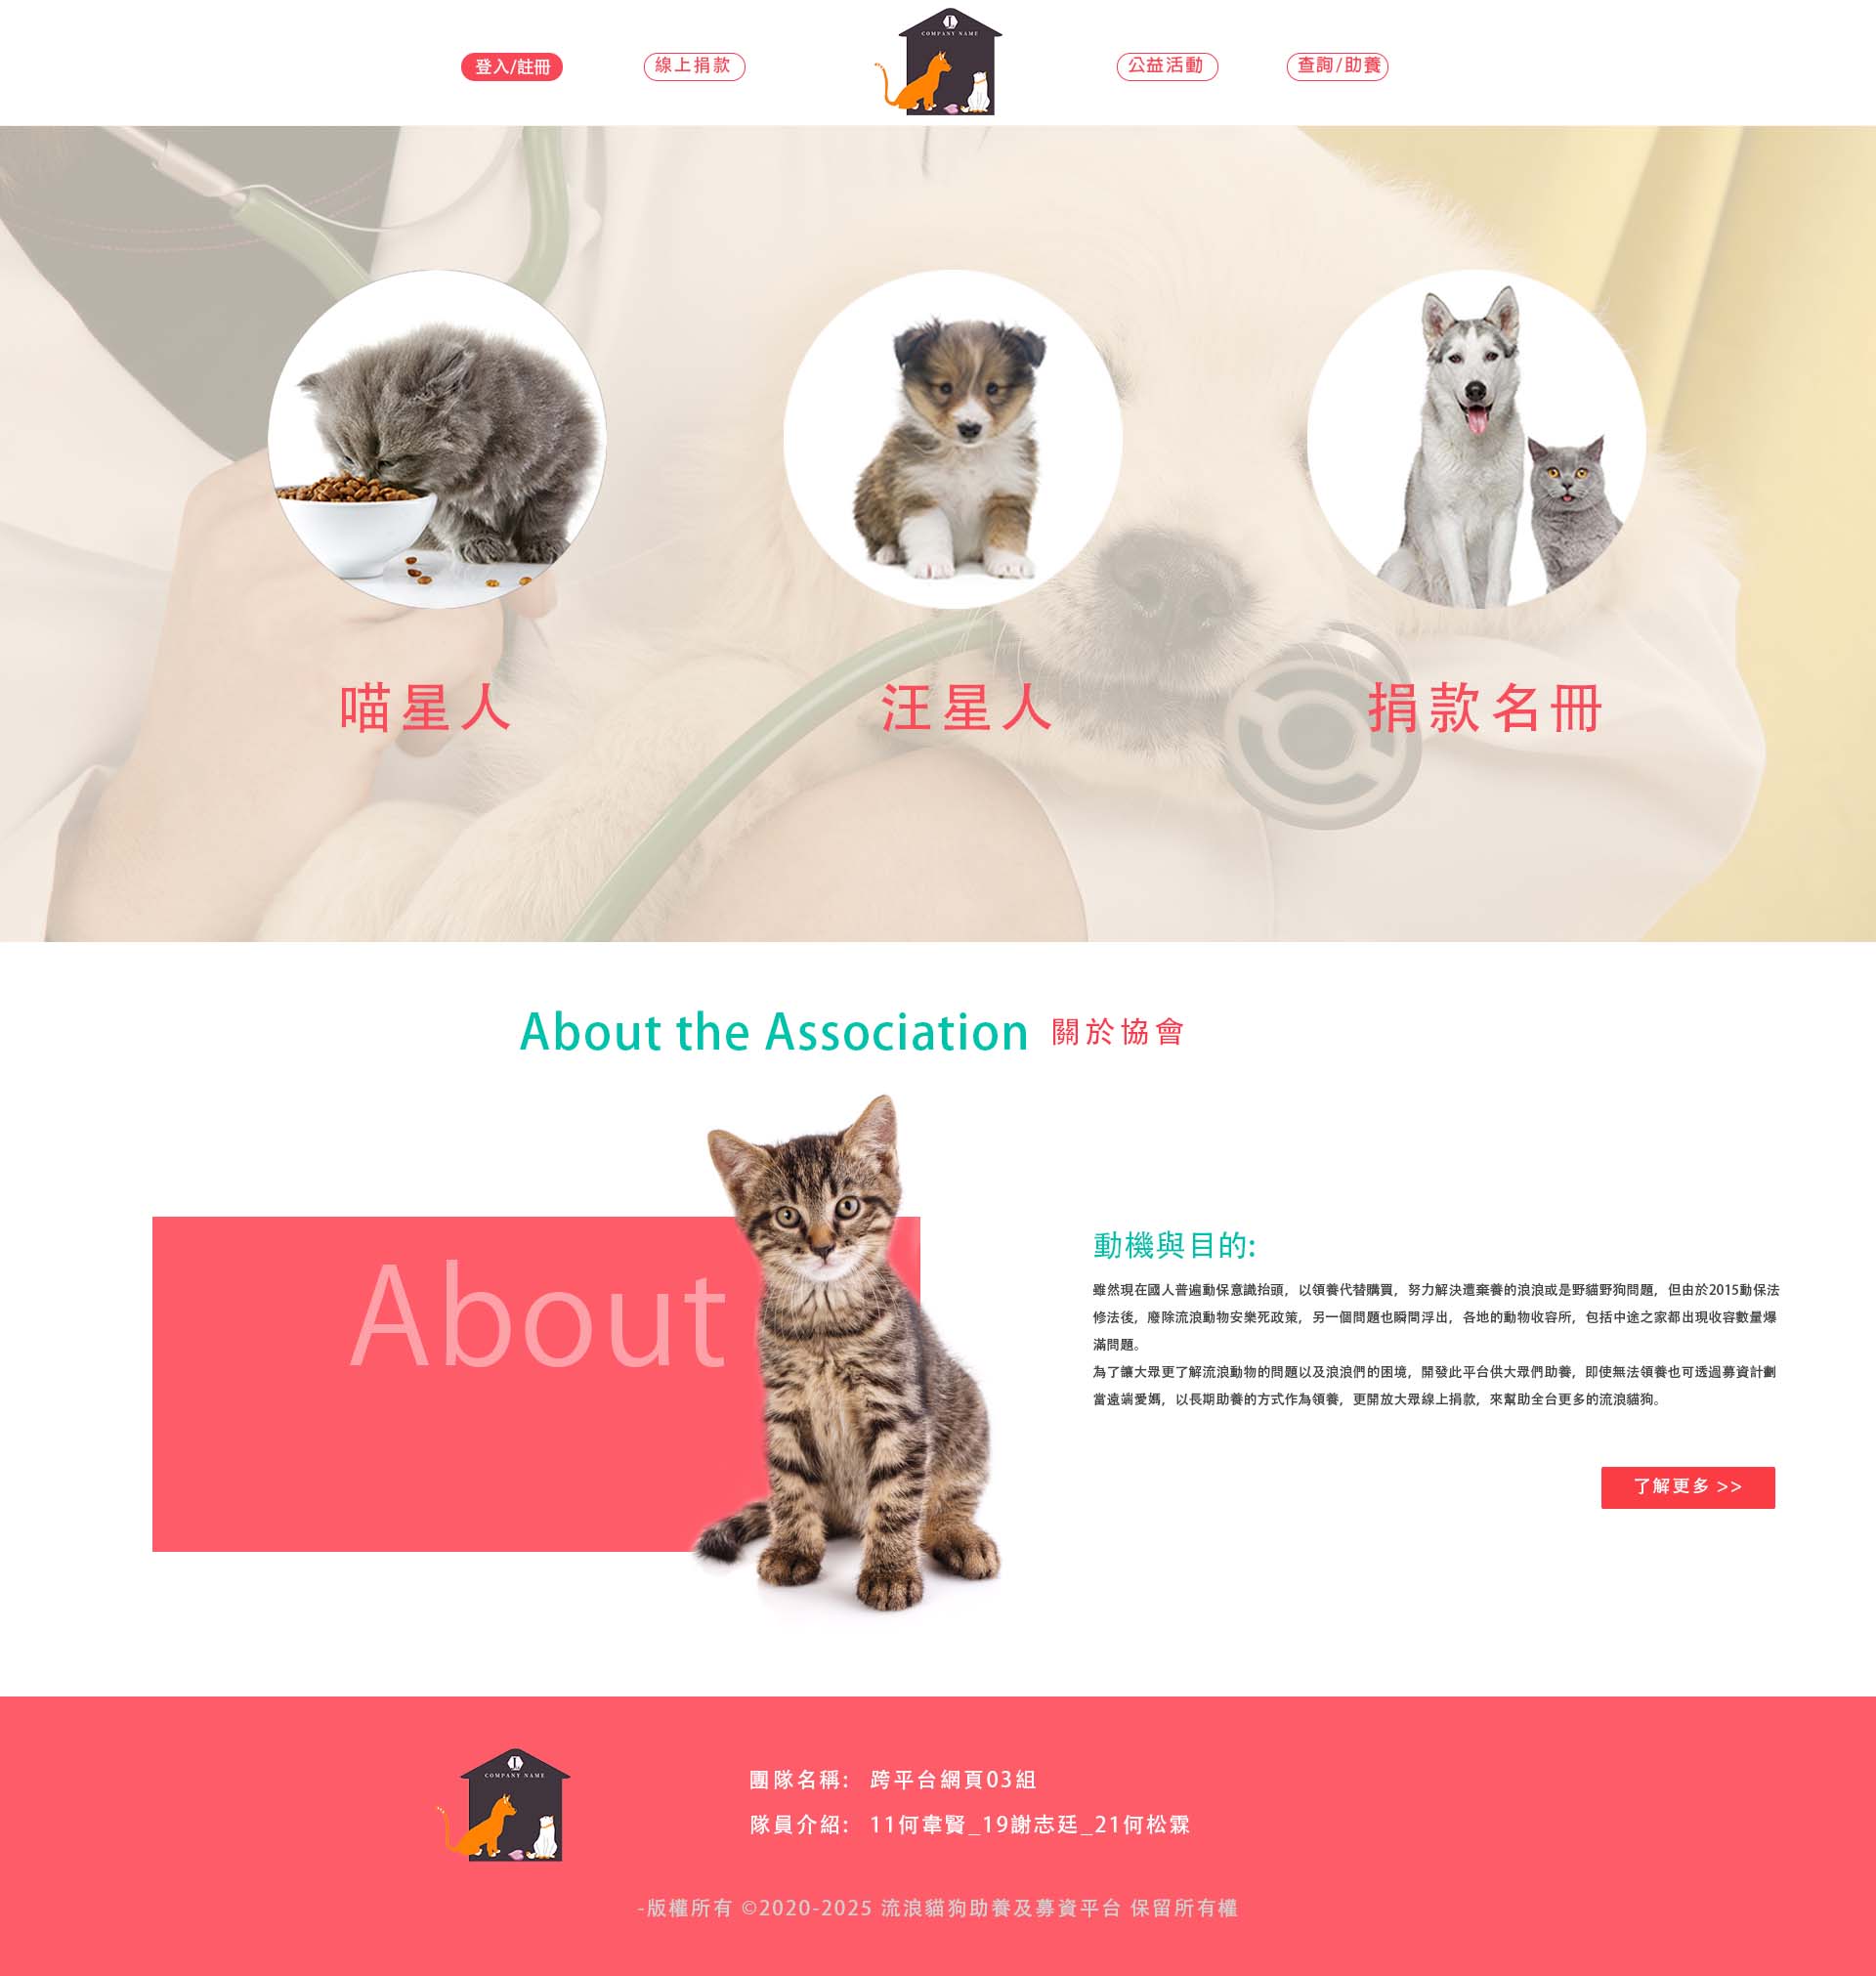 登入/註冊
線上捐款
COMPANY NAME
公益活動
查詢/助養
喵星人
汪星人
捐款名冊
About the Association 關於協會
About
動機與目的:
雖然現在國人普遍動保意識抬頭，以領養代替購買，努力解決遭棄養的浪浪或是野貓野狗問題，但由於2015動保法
修法後，廢除流浪動物安樂死政策，另一個問題也瞬間浮出，各地的動物收容所，包括中途之家都出現收容數量爆
滿問題。
為了讓大眾更了解流浪動物的問題以及浪浪們的困境，開發此平台供大眾們助養，即使無法領養也可透過募資計劃
當遠端愛媽，以長期助養的方式作為領養，更開放大眾線上捐款，來幫助全台更多的流浪貓狗。
了解更多 >>
COMPANY NAME
團隊名稱: 跨平台網頁03組
隊員介紹: 11何韋賢_19謝志廷_21何松霖
-版權所有 ©2020-2025 流浪貓狗助養及募資平台 保留所有權